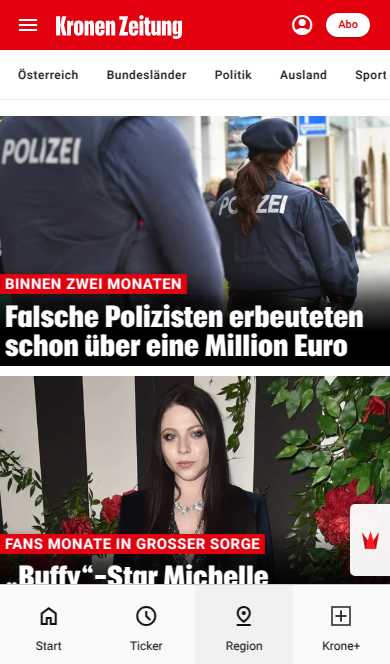 Kronen Zeitung
Abo
Österreich Bundesländer Politik Ausland Sport
POLIZEI
BINNEN ZWEI MONATEN
Falsche Polizisten erbeuteten
schon über eine Million Euro
FANS MONATE IN GROSSER SORGE
„Buffy“-Star Michelle
Start Ticker Region Krone+